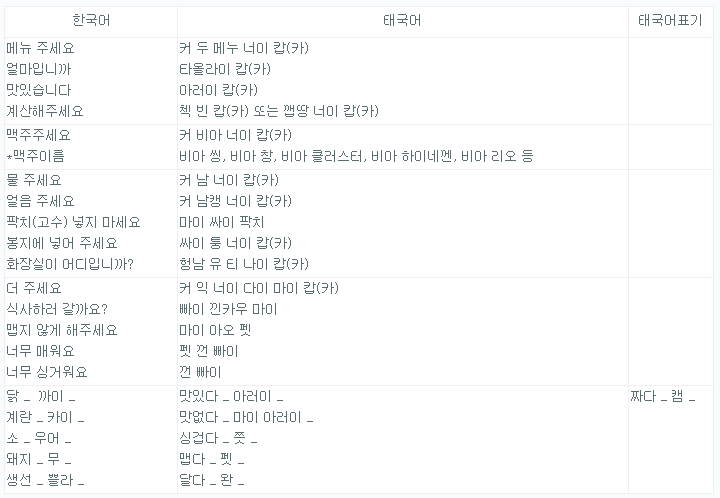 한국어 태국어 태국어표기
메뉴 주세요 커 두 메뉴 너이 캅(카)
얼마입니까 타올라이 캅(카)
맛있습니다 아러이 캅(카)
계산해주세요 첵 빈 캅(카) 또는 깹땅 너이 캅(카)
맥주주세요 커 비아 너이 캅(카)
*맥주이름 비아 씽, 비아 창, 비아 클러스터, 비아 하이네껜, 비아 리오 등
물 주세요 커 남 너이 캅(카)
얼음 주세요 커 남캥 너이 캅(카)
팍치(고수) 넣지 마세요 마이 싸이 팍치
봉지에 넣어 주세요 싸이 퉁 너이 캅(카)
화장실이 어디입니까? 헝남 유 티 나이 캅(카)
더 주세요 커 익 너이 다이 마이 캅(카)
식사하러 갈까요? 빠이 낀카우 마이
맵지 않게 해주세요 마이 아오 펫
너무 매워요 펫 껀 빠이
너무 싱거워요 껀 빠이
닭 _ 까이 _ 맛있다 _ 아러이 _ 짜다 _ 캠 _
계란 _ 카이 _ 맛없다 _ 마이 아러이 _
소 _ 우어 _ 싱겁다 _ 쯧 _
돼지 _ 무 _ 맵다 _ 펫 _
생선 _ 쁠라 _ 달다 _ 완 _